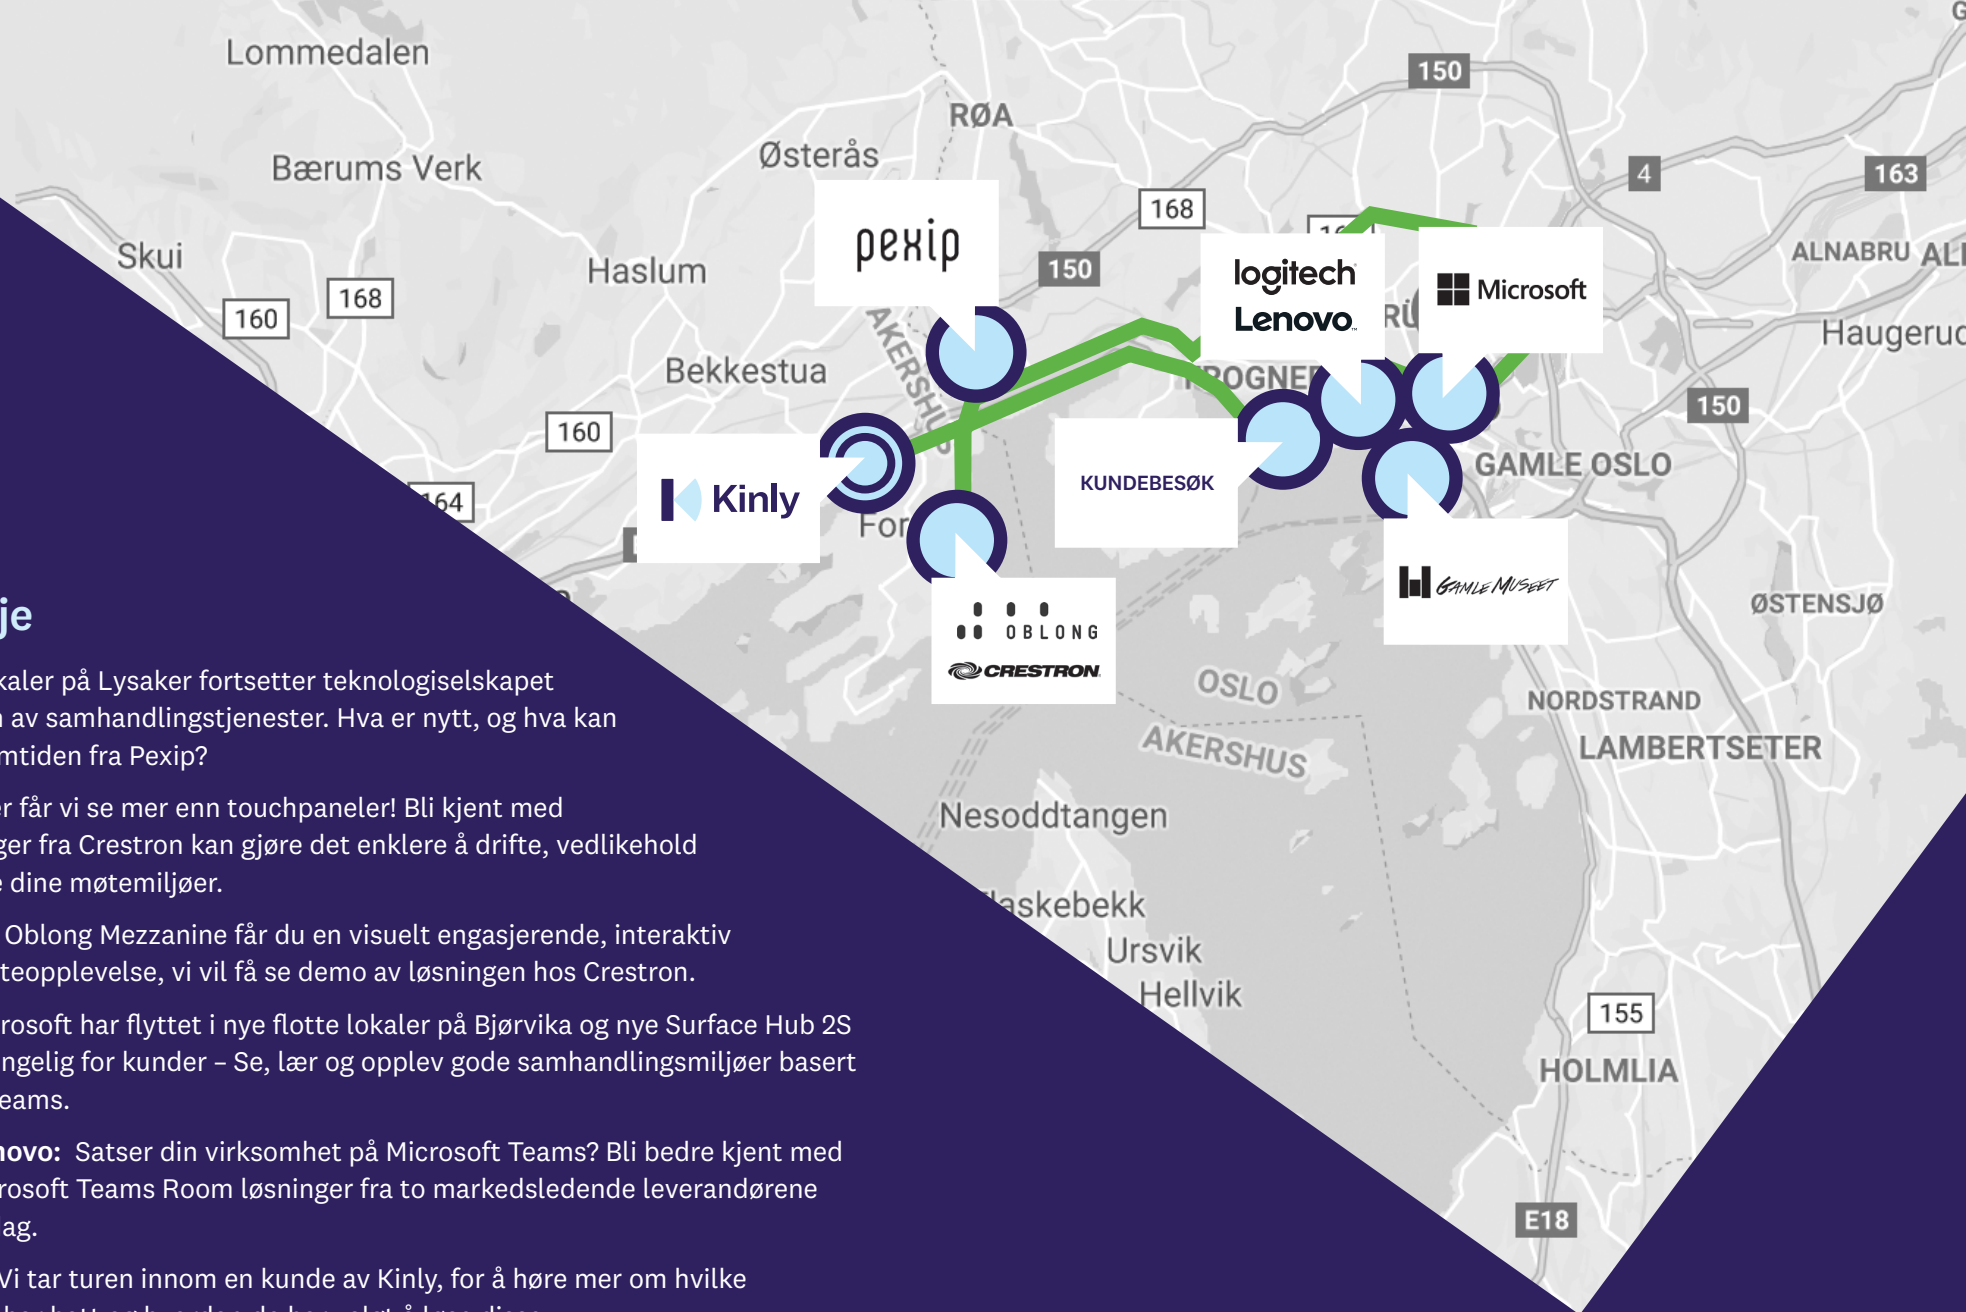 Lommedalen
RØA
150
Østerås
Bærums Verk
4
163
168
pexip
Skui
Haslum
150
logitech
Lenovo
Microsoft
ALNABRU
168
160
AKERSHUS
Bekkestua
FROGNER
150
160
Kinly
KUNDEBESØK
GAMLE OSLO
OBLONG
CRESTRON
GAMLE MUSEET
ØSTENSJØ
OSLO
AKERSHUS
NORDSTRAND
LAMBERTSETER
Nesoddtangen
Ursvik
Hellvik
155
HOLMLIA
E18
je
kaler på Lysaker fortsetter teknologiselskapet
av samhandlingstjenester. Hva er nytt, og hva kan
mtiden fra Pexip?
er får vi se mer enn touchpaneler! Bli kjent med
ger fra Crestron kan gjøre det enklere å drifte, vedlikehold
e dine møtemiljøer.
Oblong Mezzanine får du en visuelt engasjerende, interaktiv
teopplevelse, vi vil få se demo av løsningen hos Crestron.
rosoft har flyttet i nye flotte lokaler på Bjørvika og nye Surface Hub 2S
ngelig for kunder – Se, lær og opplev gode samhandlingsmiljøer basert
eams.
novo: Satser din virksomhet på Microsoft Teams? Bli bedre kjent med
rosoft Teams Room løsninger fra to markedsledende leverandørene
dag.
Vi tar turen innom en kunde av Kinly, for å høre mer om hvilke